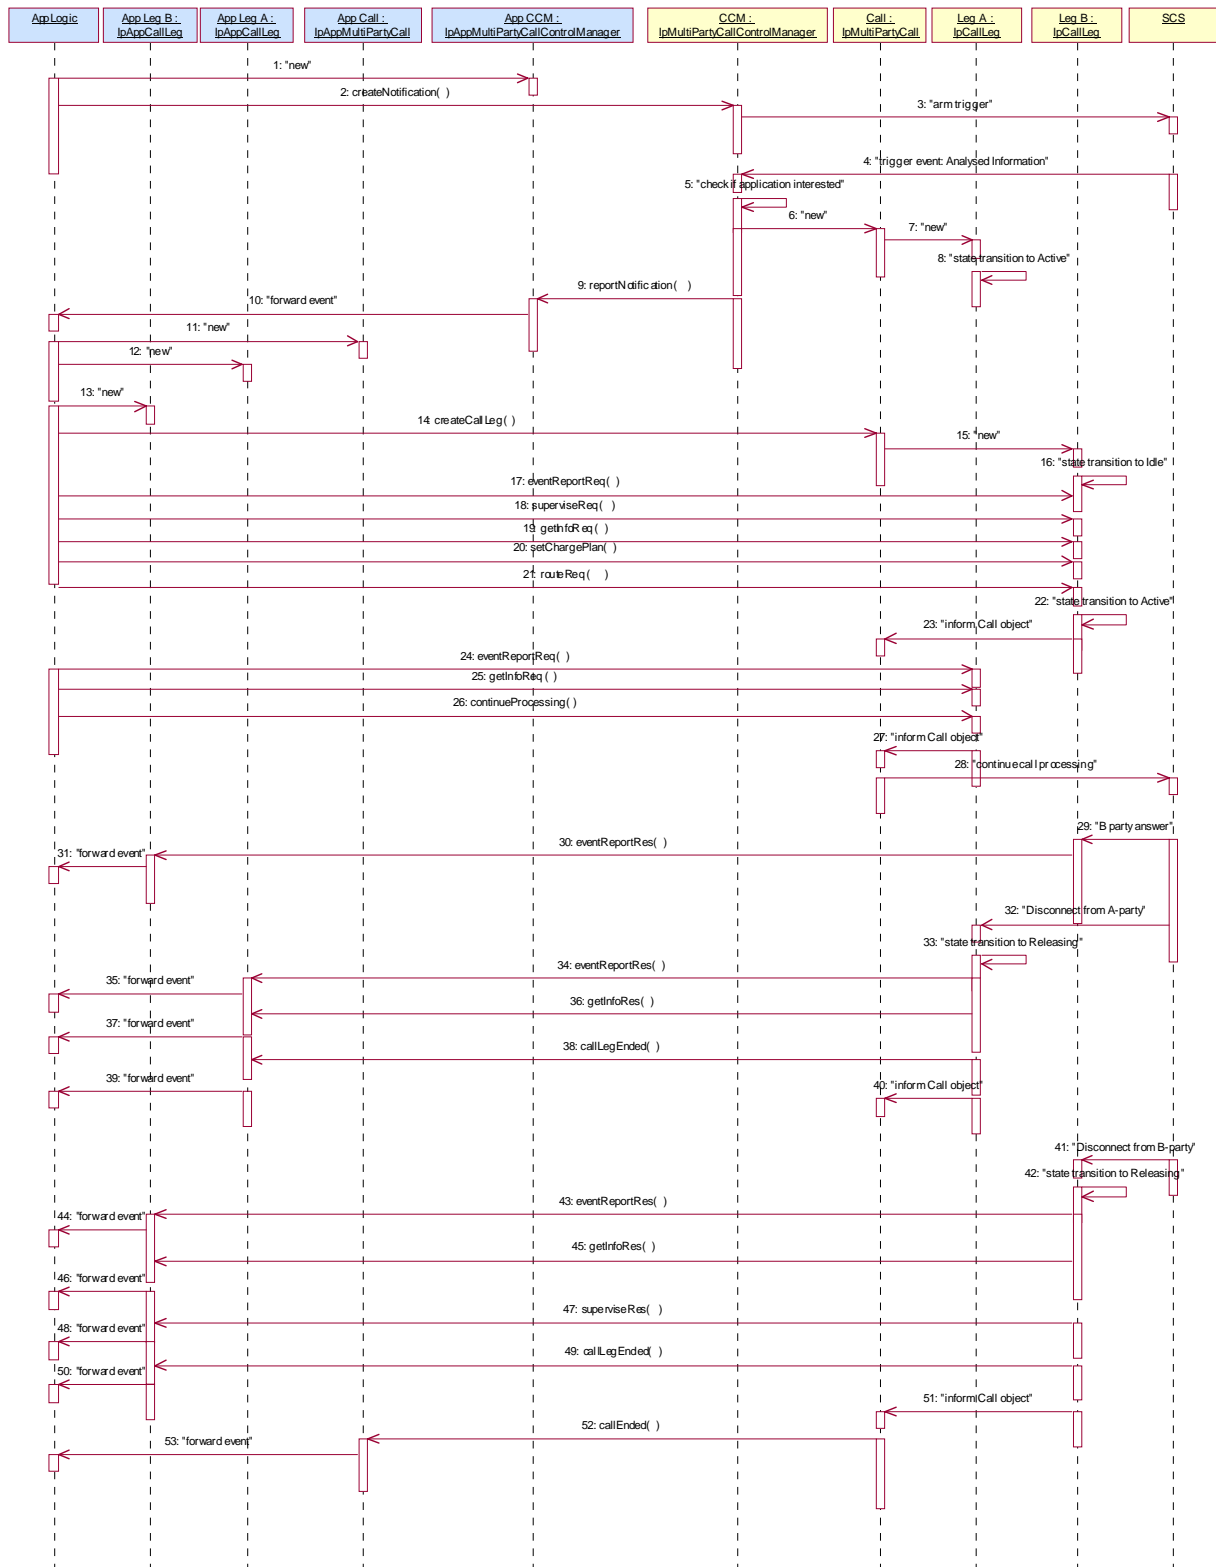 AppLogic
App Leg B :
IpAppCallLeg
App Leg A :
IpAppCallLeg
App Call :
IpAppMultiPartyCall
App CCM :
IpAppMultiPartyCallControlManager
CCM :
IpMultiPartyCallControlManager
Call :
IpMultiPartyCall
Leg A :
IpCallLeg
Leg B :
IpCallLeg
SCS
1: "new"
2: createNotification( )
3: "arm trigger"
4: "trigger event: Analysed Information"
5: "check if application interested"
6: "new"
7: "new"
8: "state transition to Active"
9: reportNotification( )
10: "forward event"
11: "new"
12: "new"
13: "new"
14: createCallLeg( )
15: "new"
16: "state transition to Idle"
17: eventReportReq( )
18: superviseReq( )
19: getInfoReq( )
20: setChargePlan( )
21: routeReq( )
22: "state transition to Active"
23: "inform Call object"
24: eventReportReq( )
25: getInfoReq( )
26: continueProcessing( )
27: "inform Call object"
28: "continue call processing"
29: "B party answer"
30: eventReportRes( )
31: "forward event"
32: "Disconnect from A-party"
33: "state transition to Releasing"
34: eventReportRes( )
35: "forward event"
36: getInfoRes( )
37: "forward event"
38: callLegEnded( )
39: "forward event"
40: "inform Call object"
41: "Disconnect from B-party"
42: "state transition to Releasing"
43: eventReportRes( )
44: "forward event"
45: getInfoRes( )
46: "forward event"
47: superviseRes( )
48: "forward event"
49: callLegEnded( )
50: "forward event"
51: "inform Call object"
52: callEnded( )
53: "forward event"